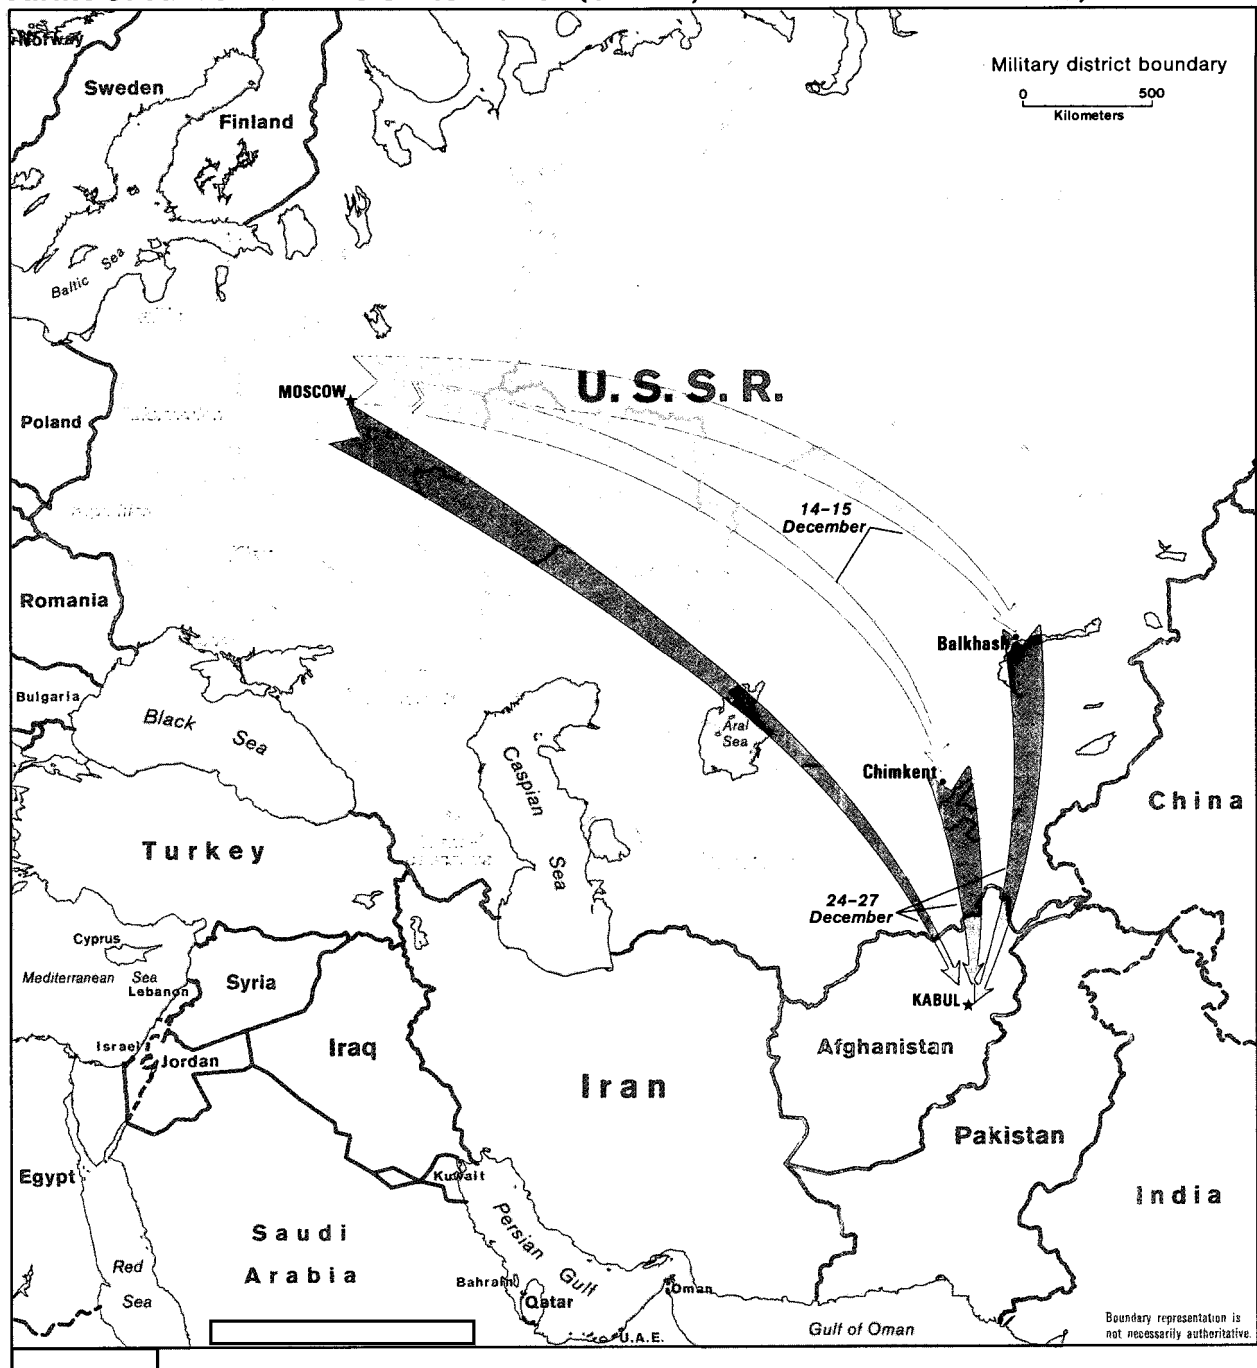 Norway
Sweden
Finland
Military district boundary
0 500
Kilometers
Baltic Sea
U. S. S. R.
MOSCOW
Poland
14–15
December
Romania
Balkhash
Bulgaria
Black Sea
Aral
Sea
Caspian Sea
Chimkent
China
Turkey
24–27
December
Cyprus
Mediterranean Sea
Syria
Lebanon
KABUL
Israel
Jordan
Iraq
Afghanistan
Iran
Pakistan
Egypt
Kuwait
India
Saudi
Arabia
Persian Gulf
Red
Sea
Bahrain
Qatar
Oman
U.A.E.
Gulf of Oman
Boundary representation is
not necessarily authoritative.